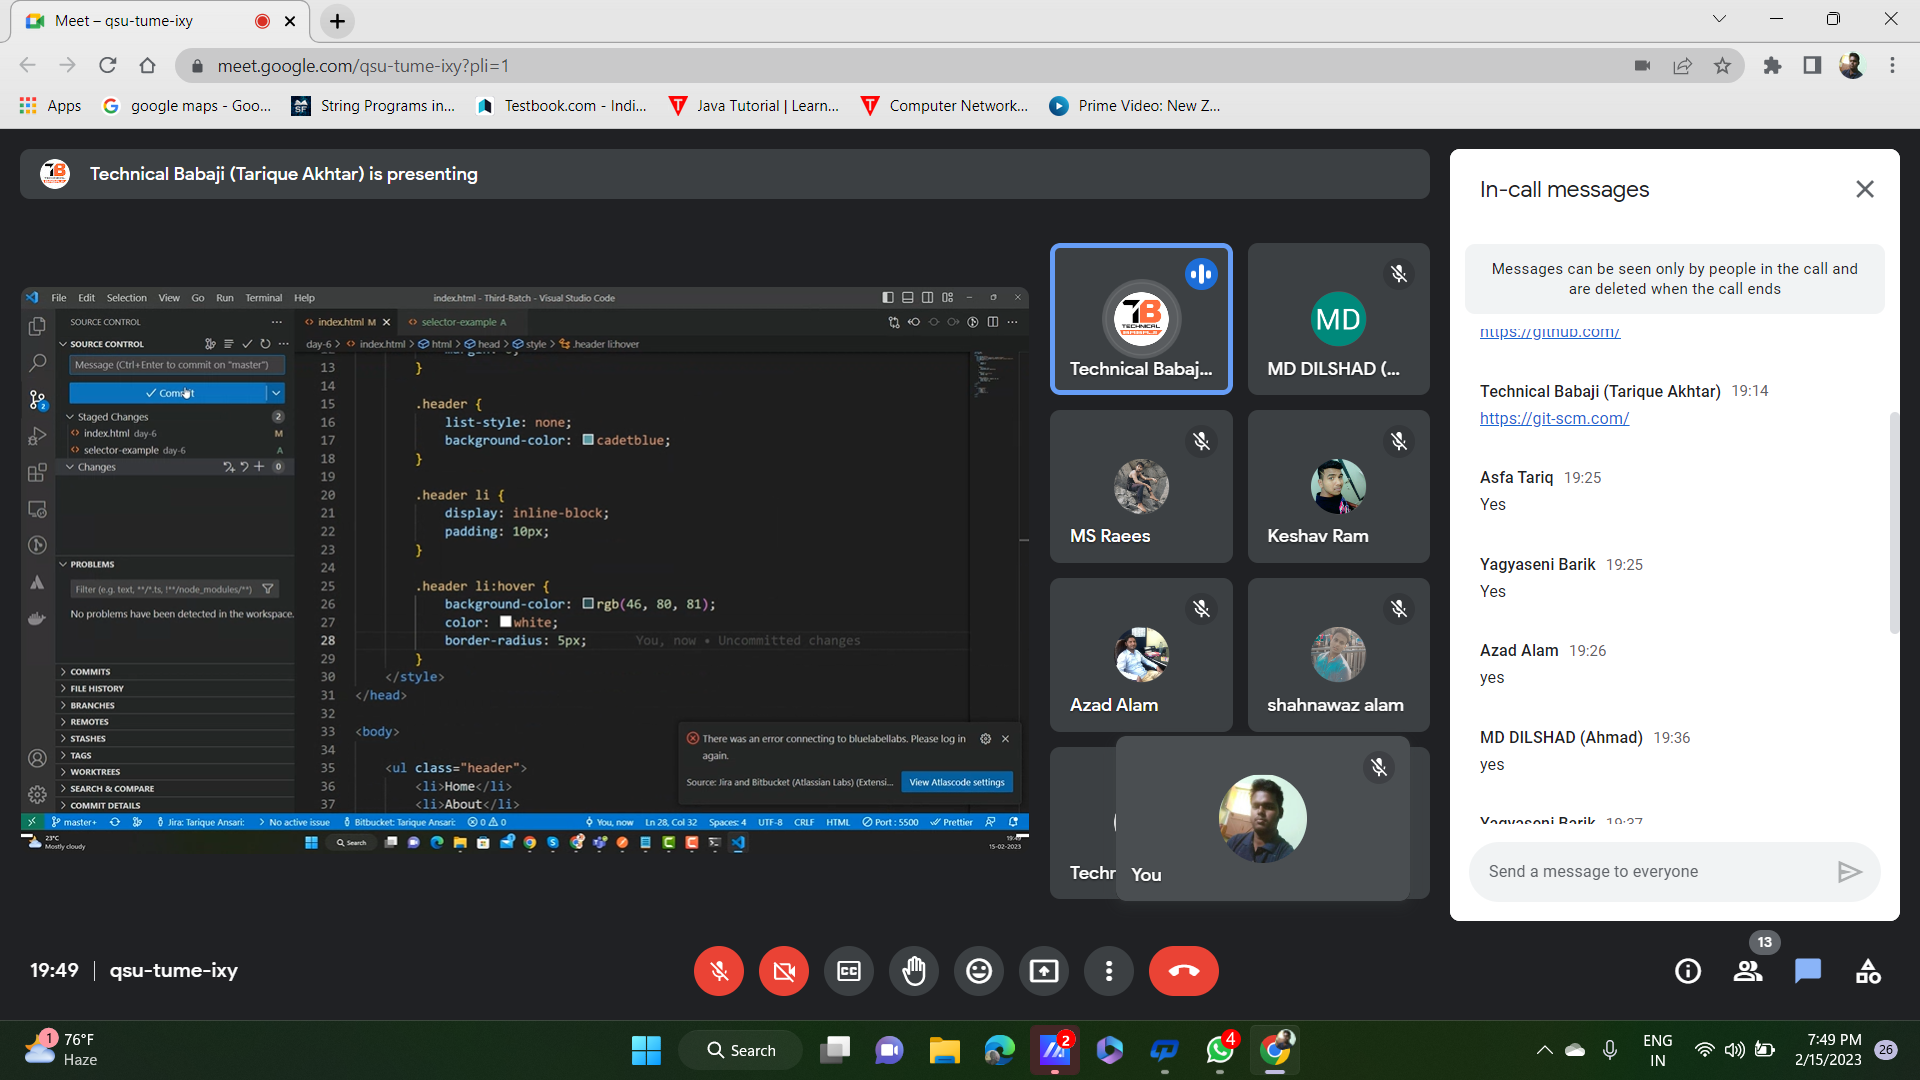 Meet – qsu-tume-ixy
meet.google.com/qsu-tume-ixy?pli=1
Apps
google maps - Goo...
String Programs in...
Testbook.com - Indi...
Java Tutorial | Learn...
Computer Network...
Prime Video: New Z...
Technical Babaji (Tarique Akhtar) is presenting
File Edit Selection View Go Run Terminal Help
index.html - Third-Batch - Visual Studio Code
SOURCE CONTROL
SOURCE CONTROL
Message (Ctrl+Enter to commit on "master")
Commit
Staged Changes 2
index.html day-6 M
selector-example day-6 A
Changes 0
PROBLEMS
Filter (e.g. text, **/*.ts, !**/node_modules/**)
No problems have been detected in the workspace.
COMMITS
FILE HISTORY
BRANCHES
REMOTES
STASHES
TAGS
WORKTREES
SEARCH & COMPARE
COMMIT DETAILS
index.html M
selector-example A
day-6 > index.html > html > head > style > .header li:hover
13 }
14
15 .header {
16 list-style: none;
17 background-color: cadetblue;
18 }
19
20 .header li {
21 display: inline-block;
22 padding: 10px;
23 }
24
25 .header li:hover {
26 background-color: rgb(46, 80, 81);
27 color: white;
28 border-radius: 5px; You, now • Uncommitted changes
29 }
30 </style>
31 </head>
32
33 <body>
34
35 <ul class="header">
36 <li>Home</li>
37 <li>About</li>
There was an error connecting to bluelabellabs. Please log in
again.
Source: Jira and Bitbucket (Atlassian Labs) (Extensi...
View Atlascode settings
master+ Jira: Tarique Ansari: No active issue Bitbucket: Tarique Ansari: 0 0 You, now Ln 28, Col 32 Spaces: 4 UTF-8 CRLF HTML Port : 5500 Prettier
23°C
Mostly cloudy
Search
19:49
15-02-2023
Technical Babaj...
MD
MD DILSHAD (...
MS Raees
Keshav Ram
Azad Alam
shahnawaz alam
Techn
You
In-call messages
Messages can be seen only by people in the call and
are deleted when the call ends
https://github.com/
Technical Babaji (Tarique Akhtar) 19:14
https://git-scm.com/
Asfa Tariq 19:25
Yes
Yagyaseni Barik 19:25
Yes
Azad Alam 19:26
yes
MD DILSHAD (Ahmad) 19:36
yes
Yagyaseni Barik 19:37
Send a message to everyone
19:49 | qsu-tume-ixy
13
1
76°F
Haze
Search
2
4
ENG
IN
7:49 PM
2/15/2023
26